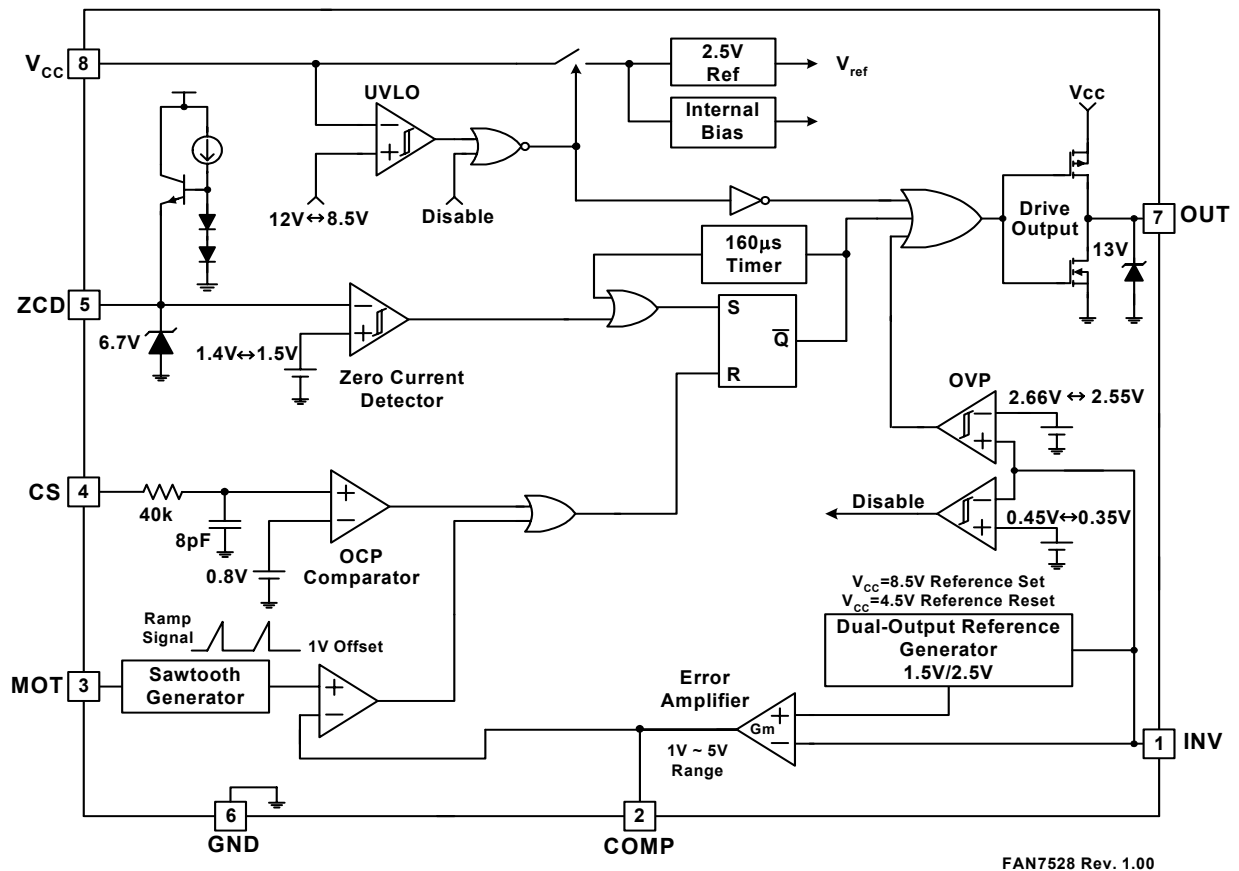 V_CC
8
2.5V
Ref
V_ref
UVLO
Internal
Bias
Vcc
−
+
12V↔8.5V
Disable
Drive
Output
7
OUT
13V
160μs
Timer
ZCD
5
6.7V
−
+
1.4V↔1.5V
Zero Current
Detector
S
Q̅
R
OVP
2.66V ↔ 2.55V
−
+
CS
4
40k
8pF
+
−
0.8V
OCP
Comparator
Disable
−
+
0.45V↔0.35V
V_CC=8.5V Reference Set
V_CC=4.5V Reference Reset
Dual-Output Reference
Generator
1.5V/2.5V
Ramp
Signal
1V Offset
MOT
3
Sawtooth
Generator
+
−
Error
Amplifier
Gm
+
−
1V ~ 5V
Range
1
INV
6
GND
2
COMP
FAN7528 Rev. 1.00